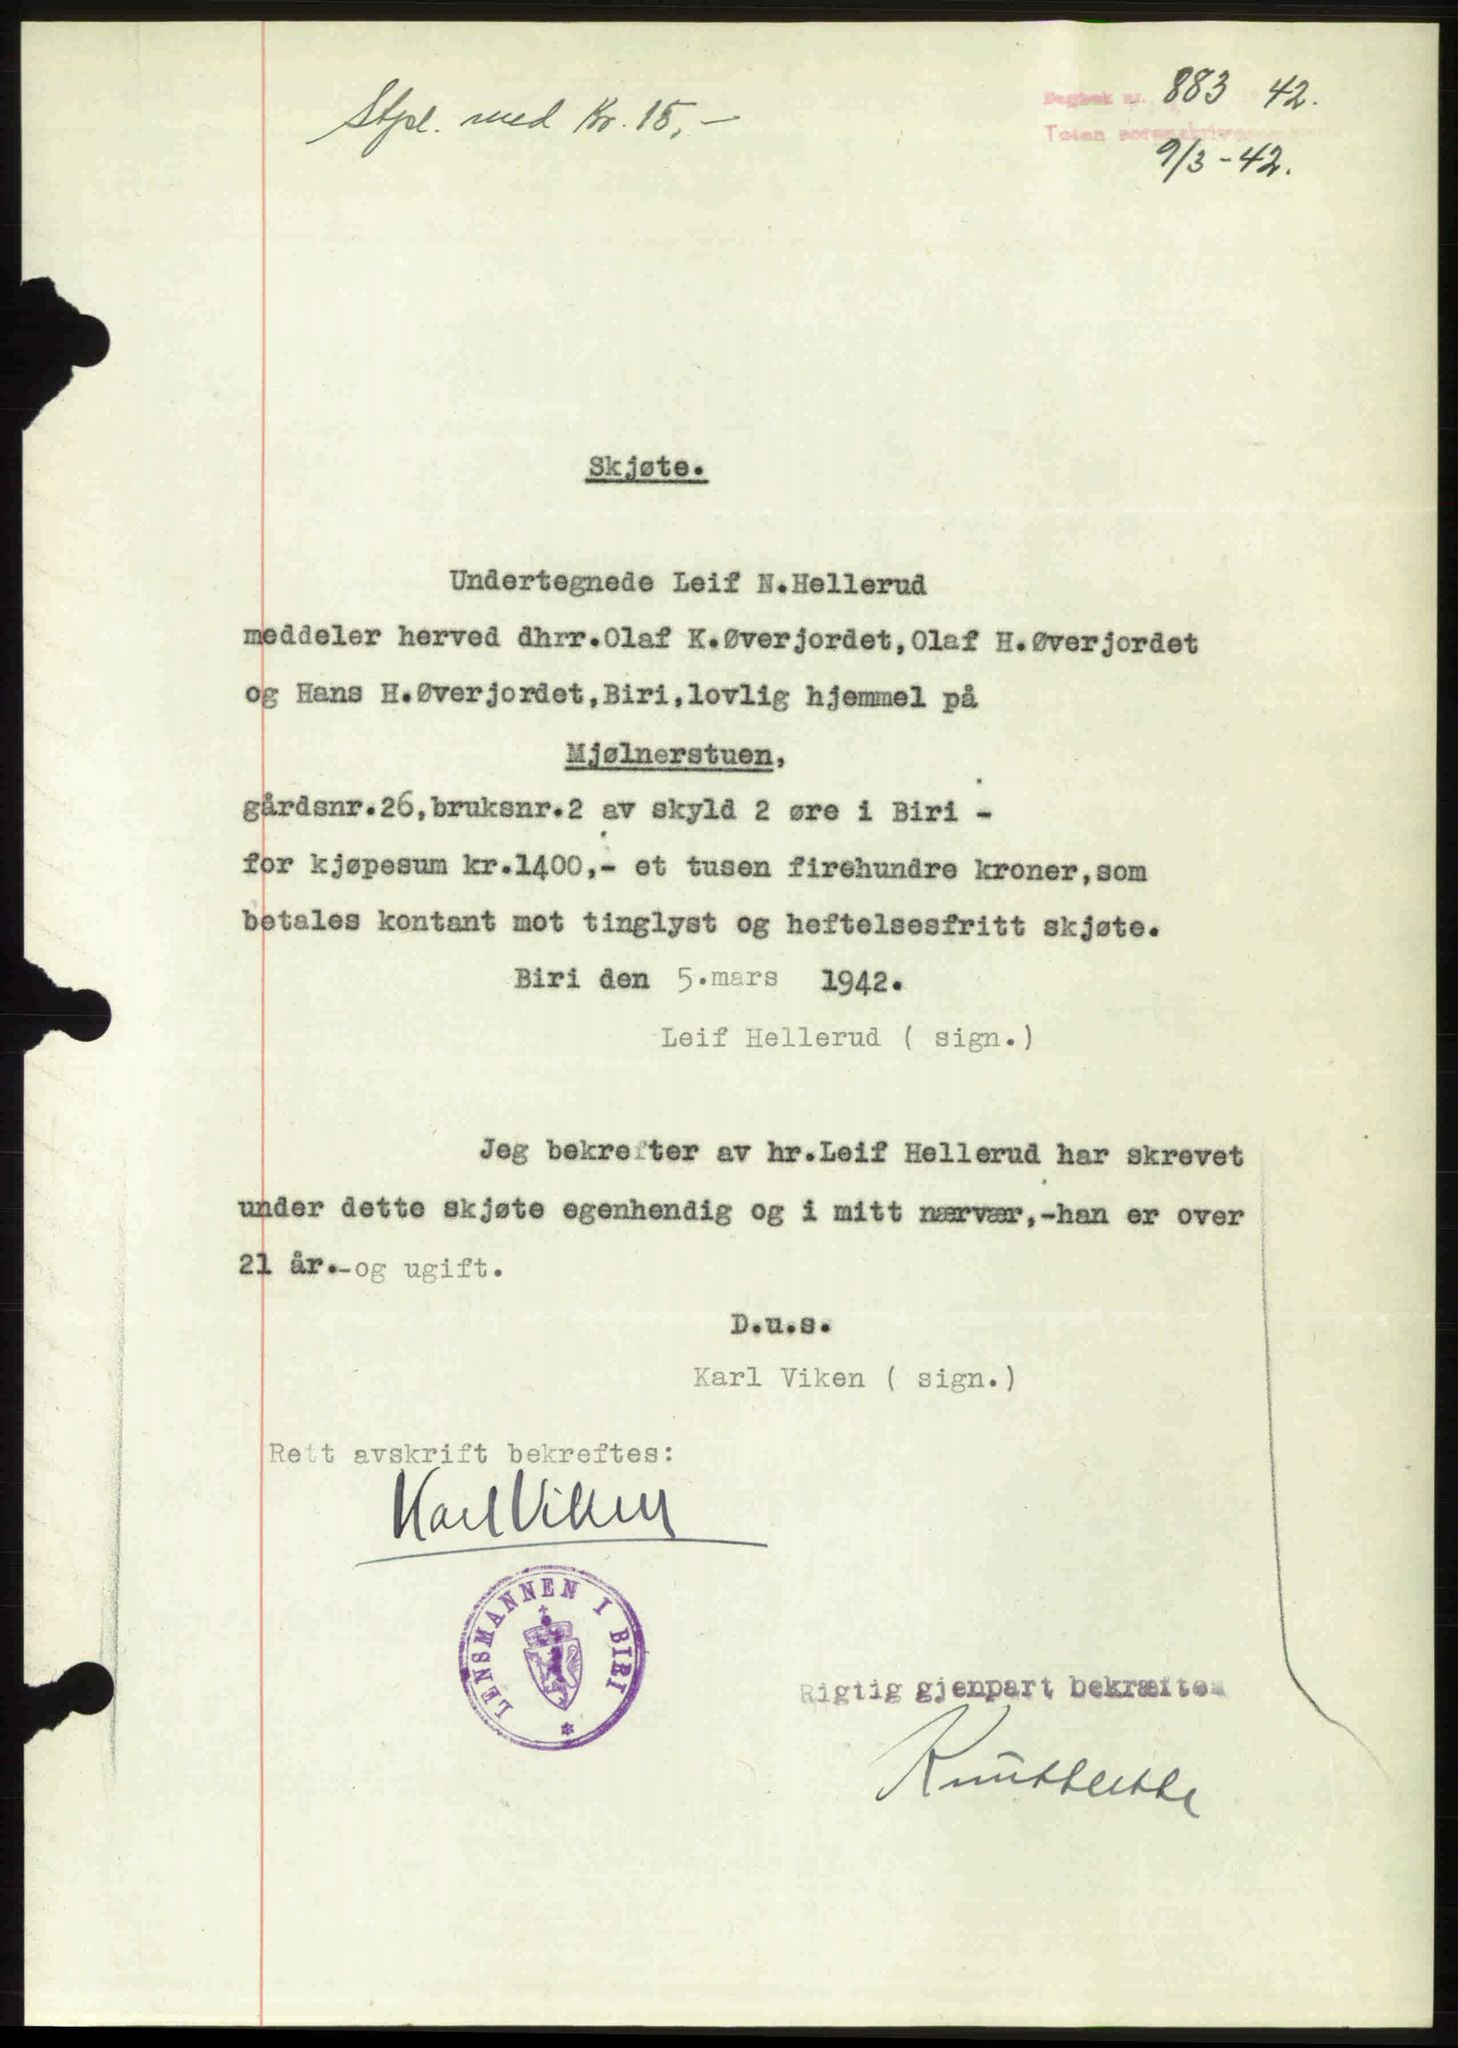 Stpl. med Kr. 15,-
Dagbok nr. 883 42.
Toten sorenskriver
9/3-42.
Skjøte.
Undertegnede Leif N.Hellerud
meddeler herved dhrr.Olaf K.Øverjordet,Olaf H.Øverjordet
og Hans H.Øverjordet,Biri,lovlig hjemmel på
Mjølnerstuen,
gårdsnr.26,bruksnr.2 av skyld 2 øre i Biri -
for kjøpesum kr.1400,- et tusen firehundre kroner,som
betales kontant mot tinglyst og heftelsesfritt skjøte.
Biri den 5.mars 1942.
Leif Hellerud ( sign.)
Jeg bekrefter av hr.Leif Hellerud har skrevet
under dette skjøte egenhendig og i mitt nærvær,-han er over
21 år.-og ugift.
D.u.s.
Karl Viken ( sign.)
Rett avskrift bekreftes:
Karl Viken
LENSMANNEN I BIRI
Rigtig gjenpart bekræftes